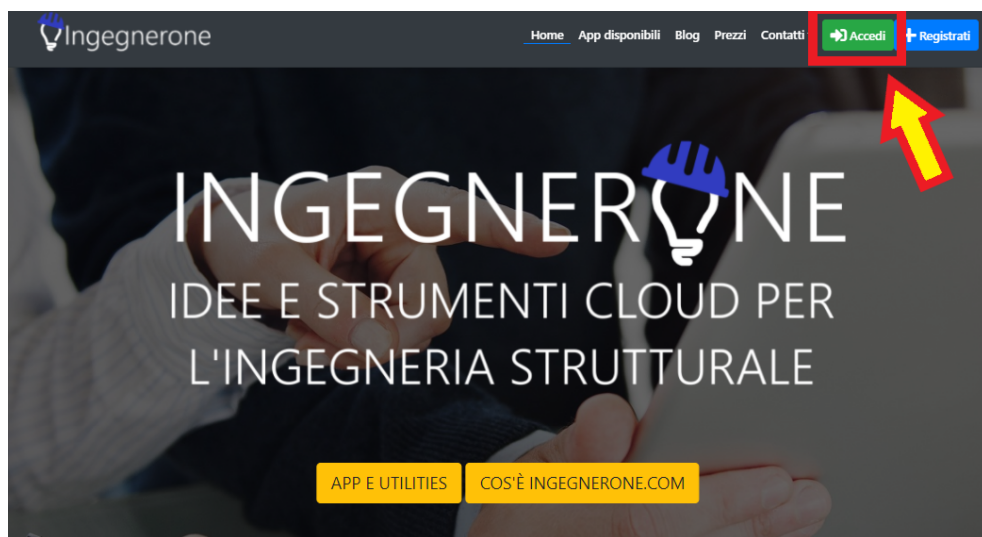 Ingegnerone
Home App disponibili Blog Prezzi Contatti Accedi Registrati
INGEGNERONE
IDEE E STRUMENTI CLOUD PER
L'INGEGNERIA STRUTTURALE
APP E UTILITIES COS'È INGEGNERONE.COM